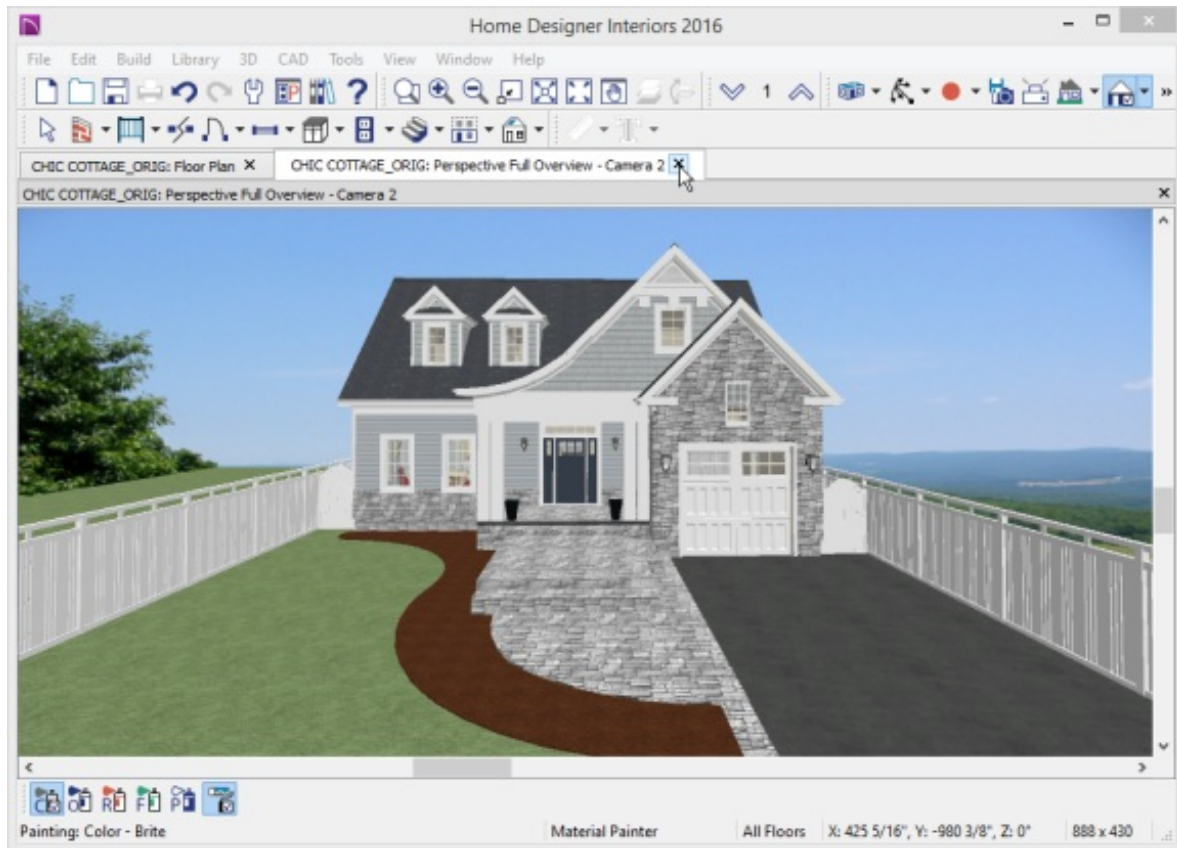 Home Designer Interiors 2016
File Edit Build Library 3D CAD Tools View Window Help
EP ? 1
CHIC COTTAGE_ORIG: Floor Plan X CHIC COTTAGE_ORIG: Perspective Full Overview - Camera 2 X
CHIC COTTAGE_ORIG: Perspective Full Overview - Camera 2 X
C O R F P
Painting: Color - Brite Material Painter All Floors X: 425 5/16", Y: -980 3/8", Z: 0" 888 x 430